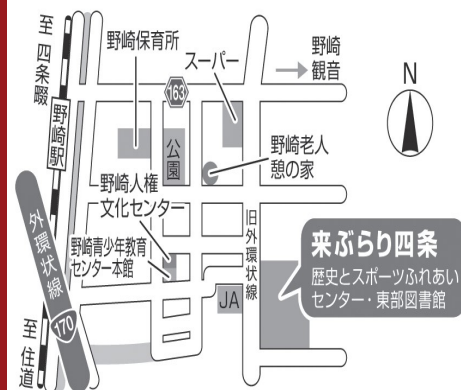 至
四条畷
野崎駅
野崎保育所
スーパー
野崎
観音
163
N
公園
野崎老人
憩の家
野崎人権
文化センター
外環状線
170
野崎青少年教育
センター本館
旧外環状線
JA
来ぶらり四条
歴史とスポーツふれあい
センター・東部図書館
至
住道